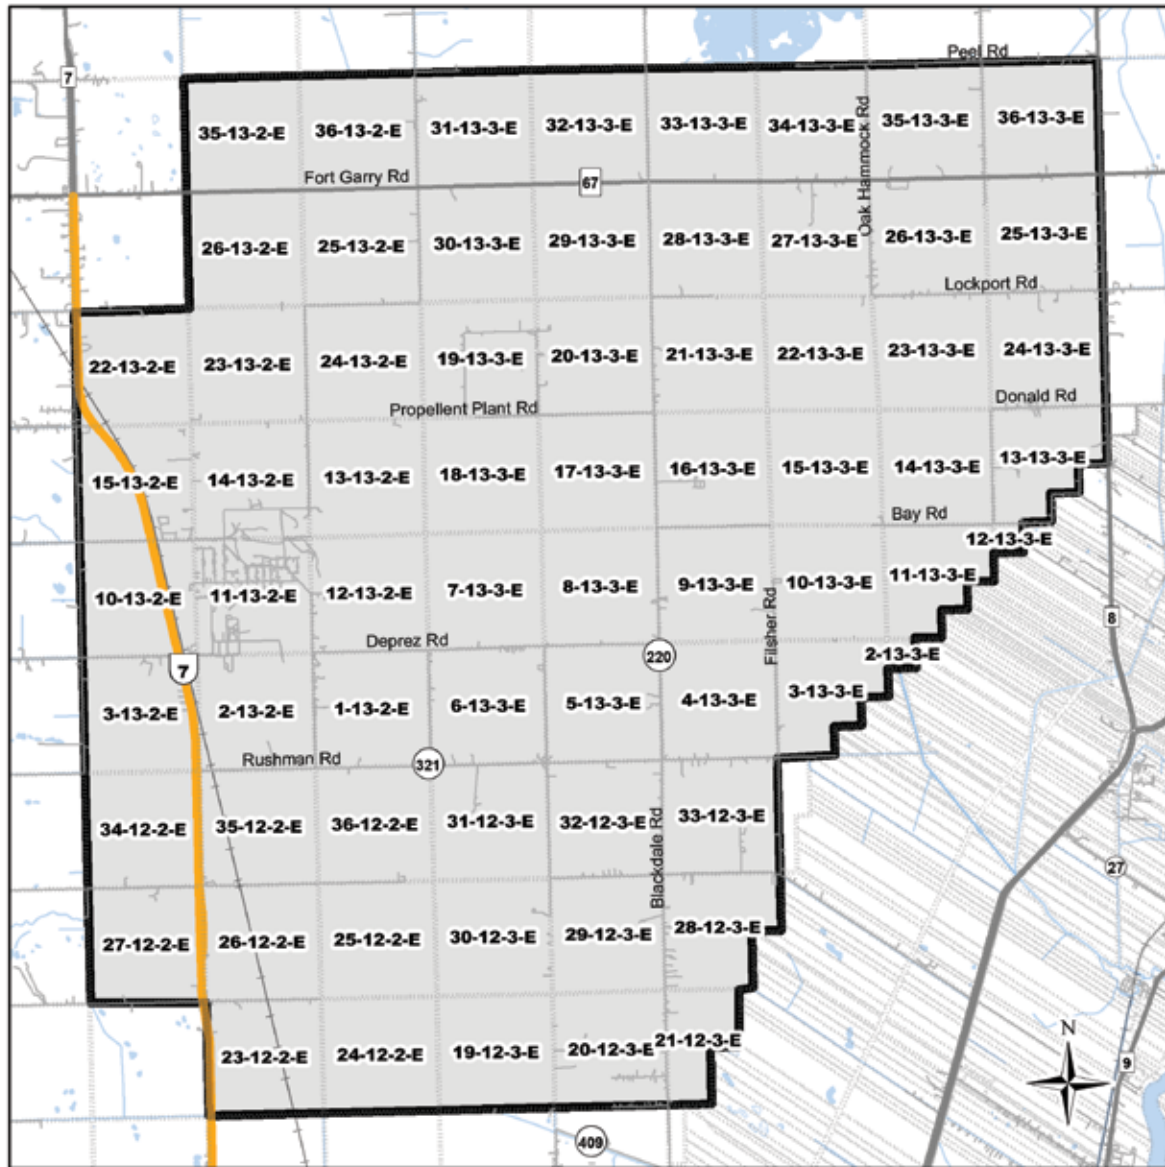 Peel Rd
7
35-13-2-E 36-13-2-E 31-13-3-E 32-13-3-E 33-13-3-E 34-13-3-E 35-13-3-E 36-13-3-E
Oak Hammock Rd
Fort Garry Rd
67
26-13-2-E 25-13-2-E 30-13-3-E 29-13-3-E 28-13-3-E 27-13-3-E 26-13-3-E 25-13-3-E
Lockport Rd
22-13-2-E 23-13-2-E 24-13-2-E 19-13-3-E 20-13-3-E 21-13-3-E 22-13-3-E 23-13-3-E 24-13-3-E
Propellent Plant Rd
Donald Rd
15-13-2-E 14-13-2-E 13-13-2-E 18-13-3-E 17-13-3-E 16-13-3-E 15-13-3-E 14-13-3-E 13-13-3-E
Bay Rd
12-13-3-E
10-13-2-E 11-13-2-E 12-13-2-E 7-13-3-E 8-13-3-E 9-13-3-E 10-13-3-E 11-13-3-E
8
Filsher Rd
Deprez Rd
220
2-13-3-E
7
3-13-2-E 2-13-2-E 1-13-2-E 6-13-3-E 5-13-3-E 4-13-3-E 3-13-3-E
Rushman Rd
321
34-12-2-E 35-12-2-E 36-12-2-E 31-12-3-E 32-12-3-E 33-12-3-E
Blackdale Rd
27
27-12-2-E 26-12-2-E 25-12-2-E 30-12-3-E 29-12-3-E 28-12-3-E
23-12-2-E 24-12-2-E 19-12-3-E 20-12-3-E 21-12-3-E
N
9
409